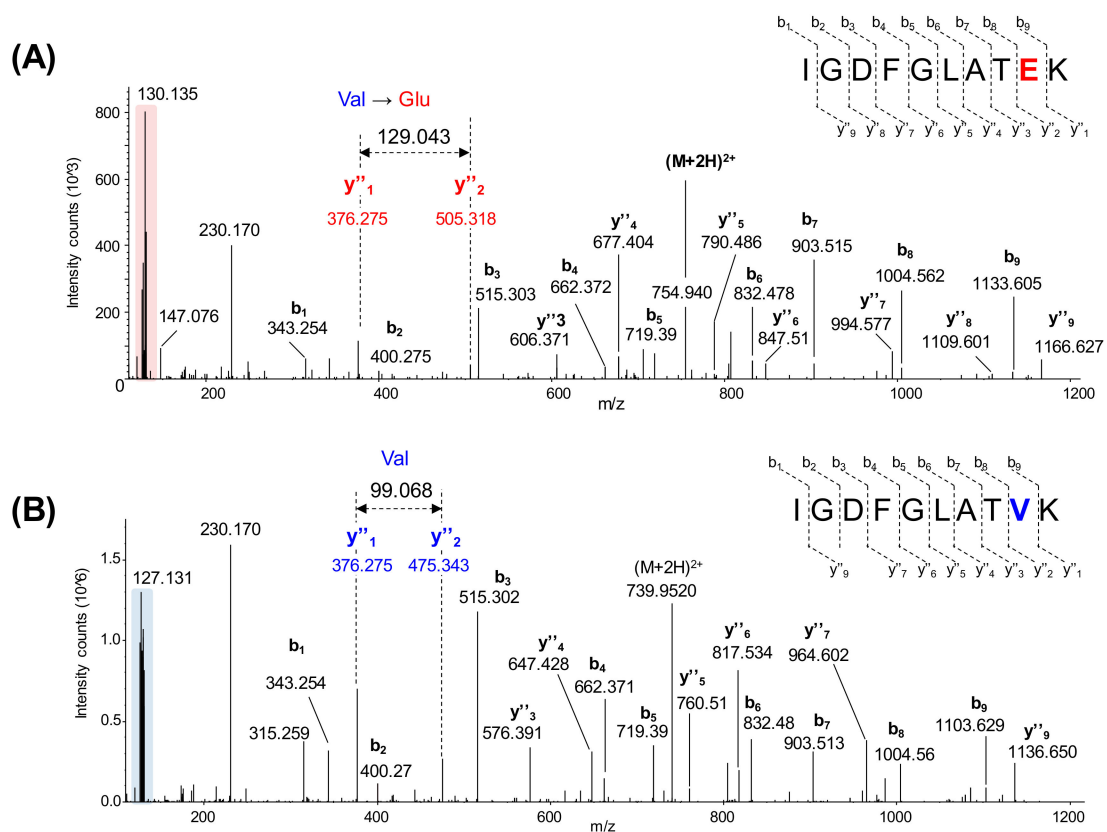 (A)
b1 b2 b3 b4 b5 b6 b7 b8 b9
IGDFGLATEK
y”9 y”8 y”7 y”6 y”5 y”4 y”3 y”2 y”1
Val → Glu
129.043
Intensity counts (10^3)
800
600
400
200
0
130.135
147.076
230.170
b1
343.254
y’’1
376.275
b2
400.275
y’’2
505.318
b3
515.303
y’’3
606.371
b4
662.372
y’’4
677.404
b5
719.39
(M+2H)2+
754.940
y’’5
790.486
b6
832.478
y’’6
847.51
b7
903.515
y’’7
994.577
b8
1004.562
y’’8
1109.601
b9
1133.605
y’’9
1166.627
200 400 600 800 1000 1200
m/z
(B)
b1 b2 b3 b4 b5 b6 b7 b8 b9
IGDFGLATVK
y”9 y”7 y”6 y”5 y”4 y”3 y”2 y”1
Val
99.068
Intensity counts (10^6)
1.5
1.0
0.5
0.0
127.131
230.170
315.259
b1
343.254
y’’1
376.275
b2
400.27
y’’2
475.343
b3
515.302
y’’3
576.391
y’’4
647.428
b4
662.371
b5
719.39
(M+2H)2+
739.9520
y’’5
760.51
y’’6
817.534
b6
832.48
b7
903.513
y’’7
964.602
b8
1004.56
b9
1103.629
y’’9
1136.650
200 400 600 800 1000 1200
m/z